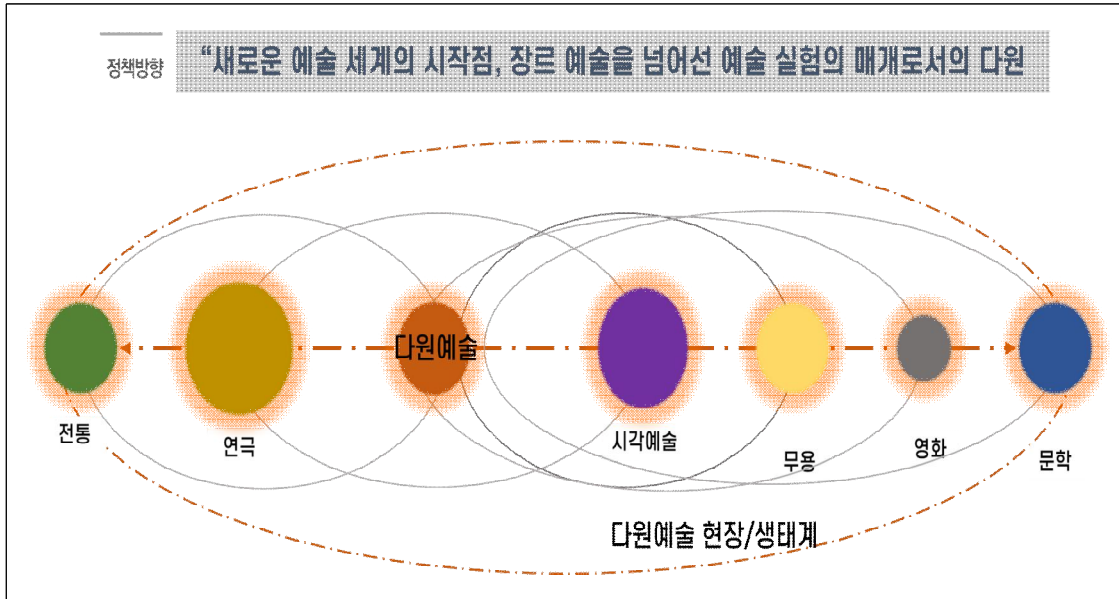 정책방향
“새로운 예술 세계의 시작점, 장르 예술을 넘어선 예술 실험의 매개로서의 다원
다원예술
전통
연극
시각예술
무용
영화
문학
다원예술 현장/생태계